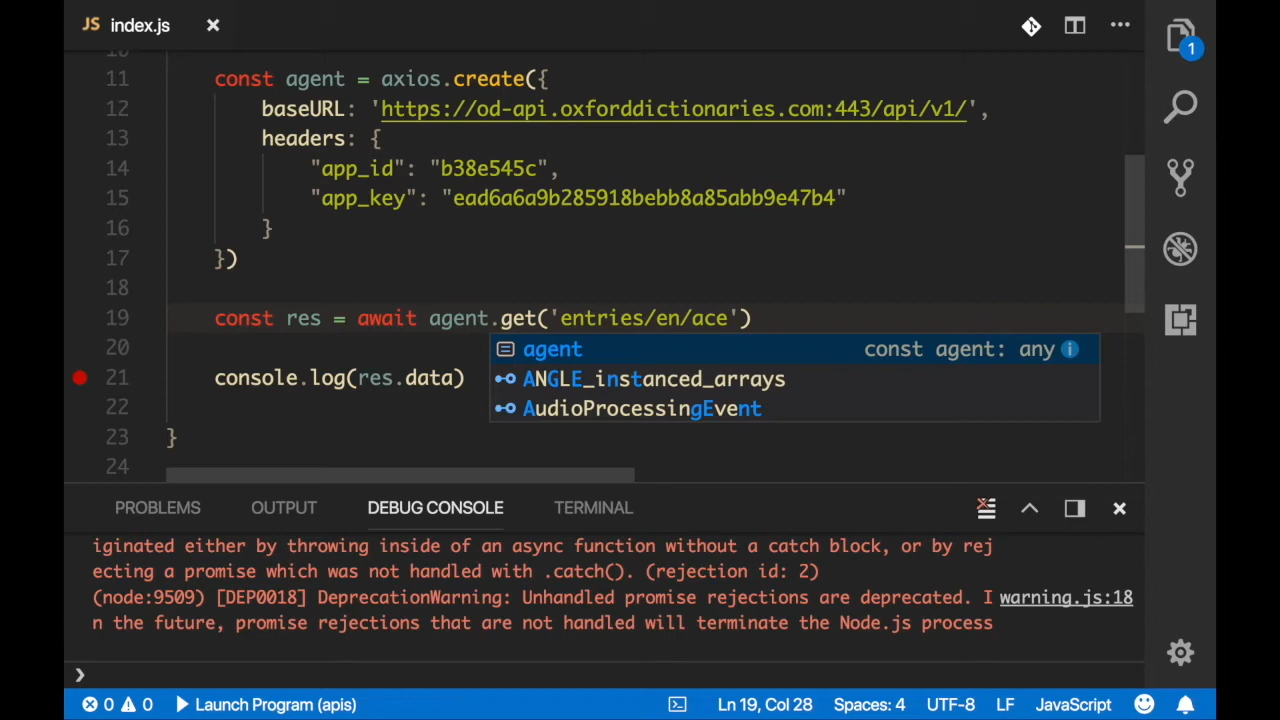 JS index.js
1
10
11 const agent = axios.create({
12 baseURL: 'https://od-api.oxforddictionaries.com:443/api/v1/',
13 headers: {
14 "app_id": "b38e545c",
15 "app_key": "ead6a6a9b285918bebb8a85abb9e47b4"
16 }
17 })
18
19 const res = await agent.get('entries/en/ace')
20 agent const agent: any
ANGLE_instanced_arrays
21 console.log(res.data)
22 AudioProcessingEvent
23 }
24
PROBLEMS OUTPUT DEBUG CONSOLE TERMINAL
iginated either by throwing inside of an async function without a catch block, or by rej
ecting a promise which was not handled with .catch(). (rejection id: 2)
(node:9509) [DEP0018] DeprecationWarning: Unhandled promise rejections are deprecated. I warning.js:18
n the future, promise rejections that are not handled will terminate the Node.js process
0 0 Launch Program (apis) Ln 19, Col 28 Spaces: 4 UTF-8 LF JavaScript